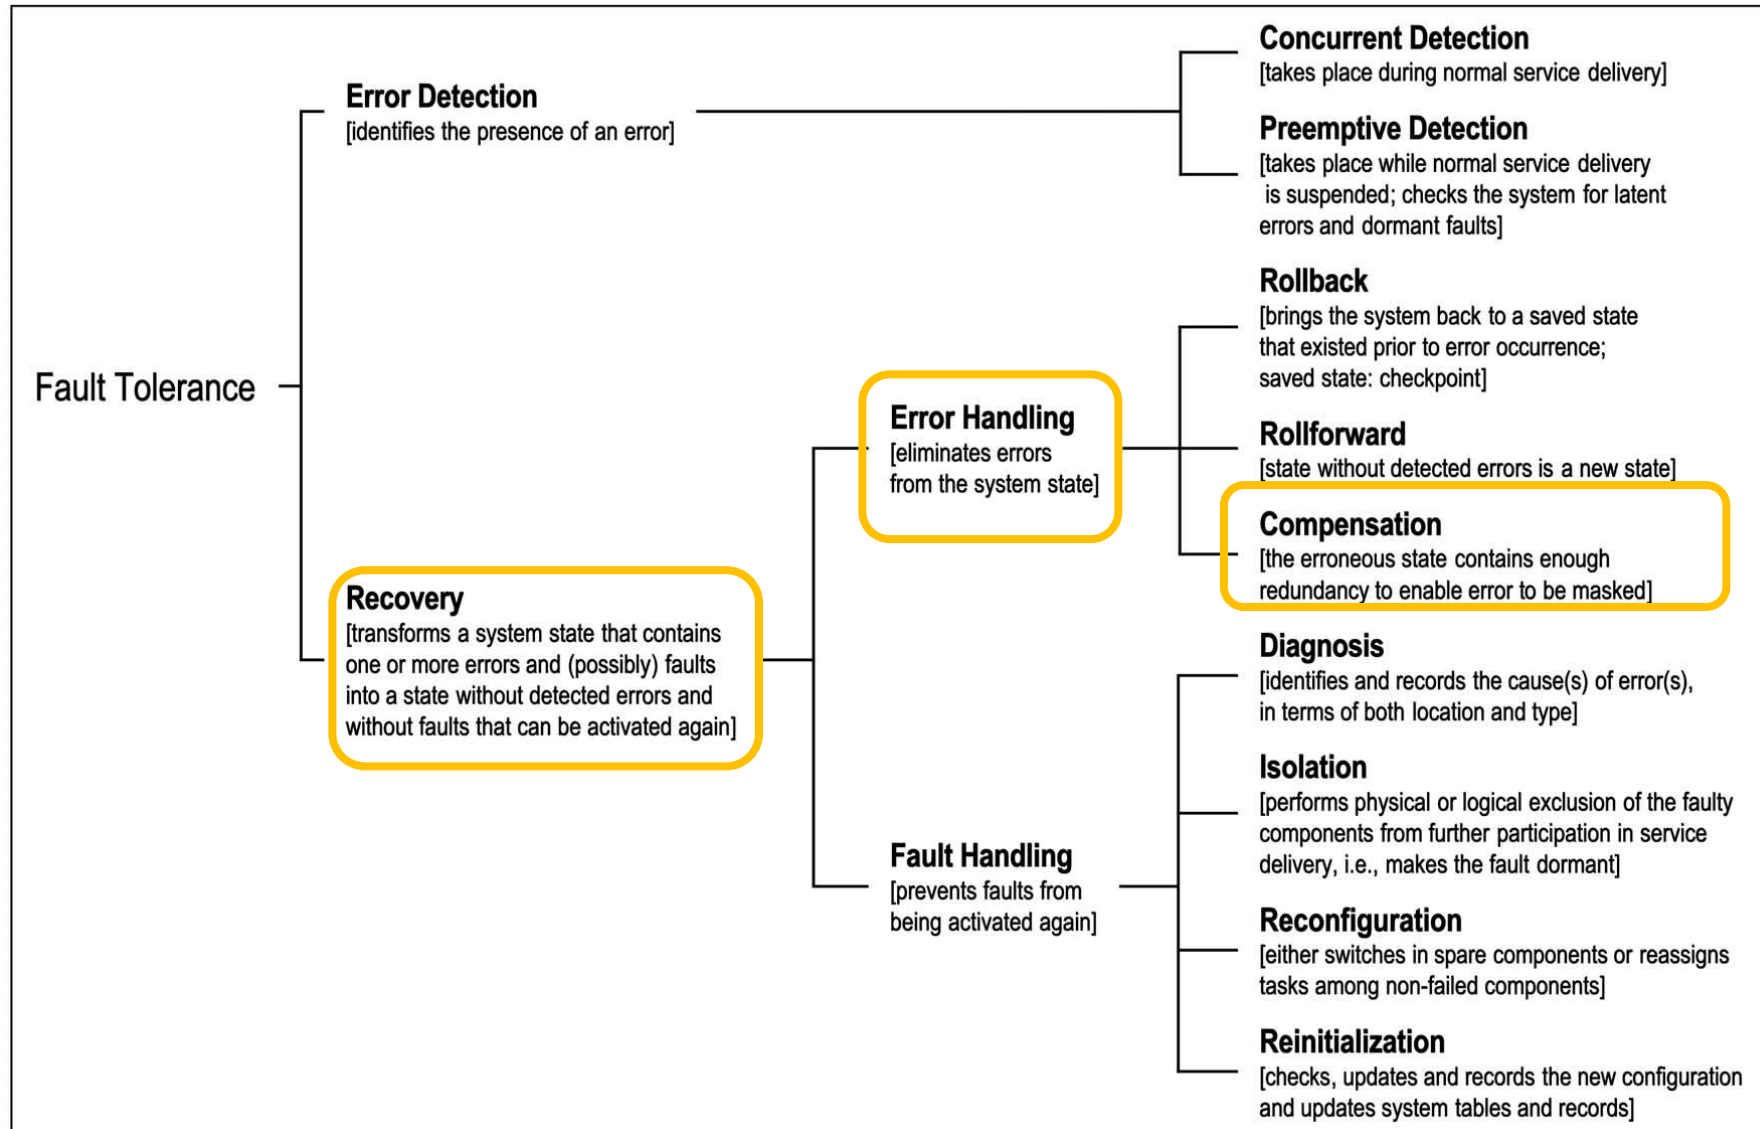 Fault Tolerance
Error Detection
[identifies the presence of an error]
Concurrent Detection
[takes place during normal service delivery]
Preemptive Detection
[takes place while normal service delivery
is suspended; checks the system for latent
errors and dormant faults]
Recovery
[transforms a system state that contains
one or more errors and (possibly) faults
into a state without detected errors and
without faults that can be activated again]
Error Handling
[eliminates errors
from the system state]
Rollback
[brings the system back to a saved state
that existed prior to error occurrence;
saved state: checkpoint]
Rollforward
[state without detected errors is a new state]
Compensation
[the erroneous state contains enough
redundancy to enable error to be masked]
Fault Handling
[prevents faults from
being activated again]
Diagnosis
[identifies and records the cause(s) of error(s),
in terms of both location and type]
Isolation
[performs physical or logical exclusion of the faulty
components from further participation in service
delivery, i.e., makes the fault dormant]
Reconfiguration
[either switches in spare components or reassigns
tasks among non-failed components]
Reinitialization
[checks, updates and records the new configuration
and updates system tables and records]